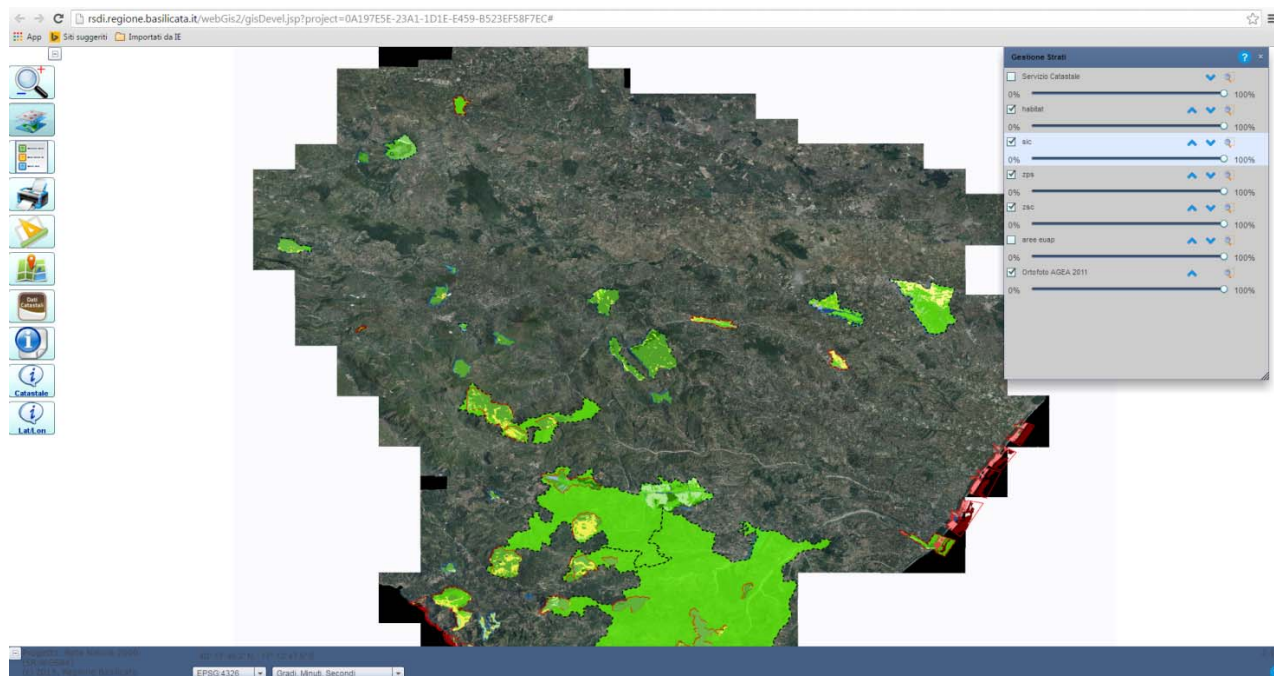 rsdi.regione.basilicata.it/webGis2/gisDevel.jsp?project=0A197E5E-23A1-1D1E-E459-B523EF58F7EC#
App Siti suggeriti Importati da IE
Gestione Strati ?
Servizio Catastale
0% 100%
habitat
0% 100%
sic
0% 100%
zps
0% 100%
zsc
0% 100%
aree euap
0% 100%
Ortofoto AGEA 2011
0% 100%
Dati Catastali
Catastale
Lat/Lon
EPSG:4326 Gradi, Minuti, Secondi